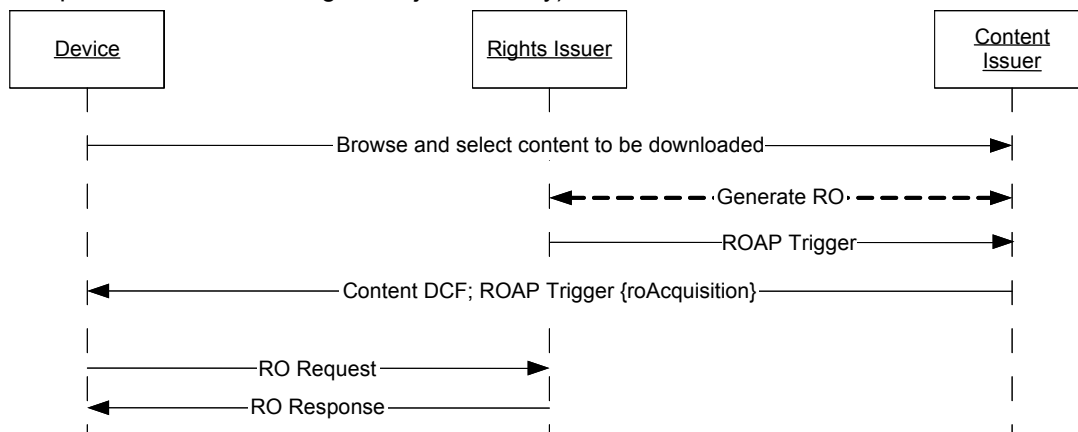 Device
Rights Issuer
Content
Issuer
Browse and select content to be downloaded
Generate RO
ROAP Trigger
Content DCF; ROAP Trigger {roAcquisition}
RO Request
RO Response